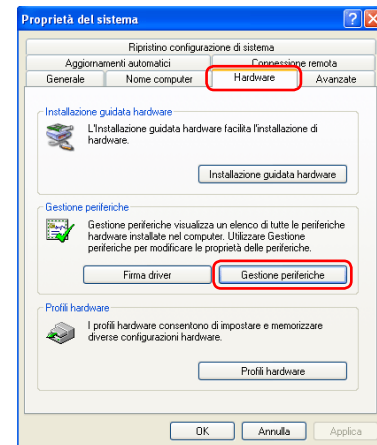 Proprietà del sistema
Ripristino configurazione di sistema
Aggiornamenti automatici Connessione remota
Generale Nome computer Hardware Avanzate
Installazione guidata hardware
L'Installazione guidata hardware facilita l'installazione di
hardware.
Installazione guidata hardware
Gestione periferiche
Gestione periferiche visualizza un elenco di tutte le periferiche
hardware installate nel computer. Utilizzare Gestione
periferiche per modificare le proprietà delle periferiche.
Firma driver Gestione periferiche
Profili hardware
I profili hardware consentono di impostare e memorizzare
diverse configurazioni hardware.
Profili hardware
OK Annulla Applica